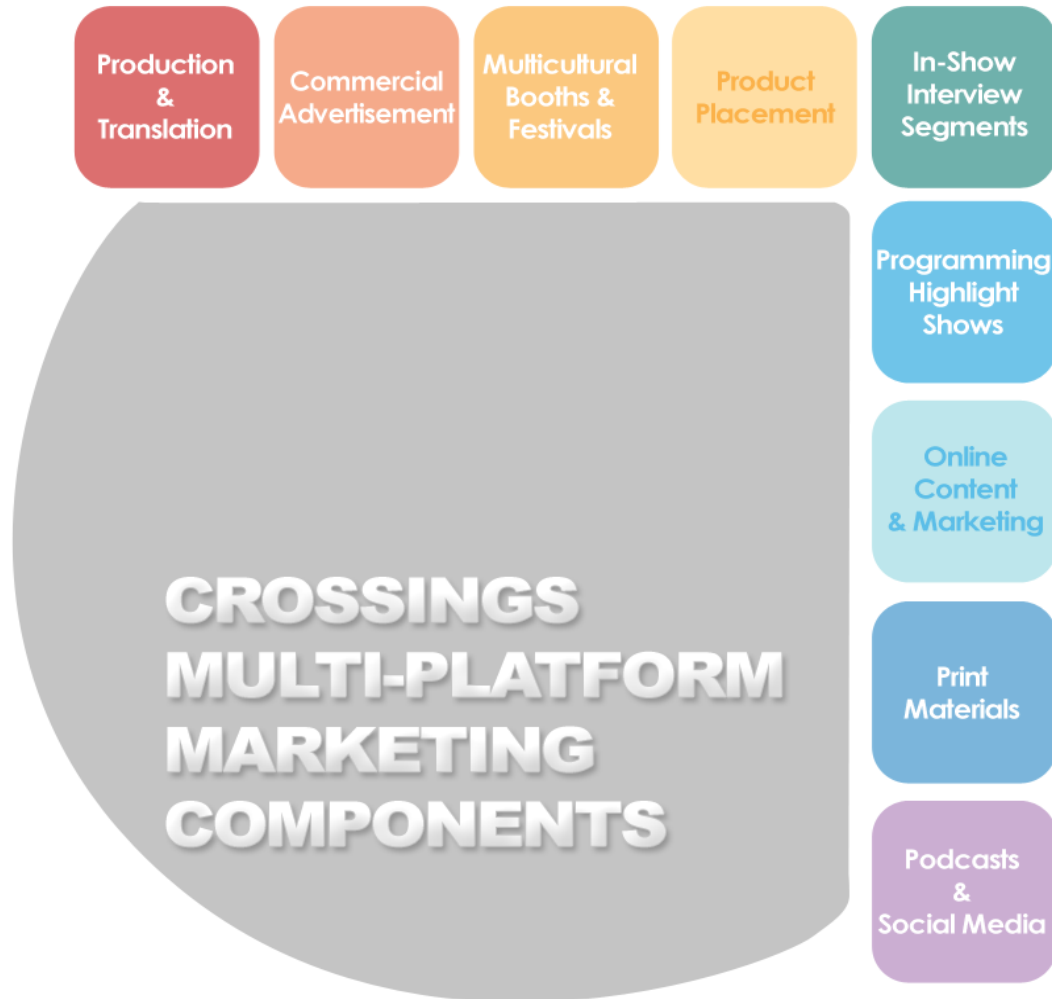 Production
&
Translation
Commercial
Advertisement
Multicultural
Booths &
Festivals
Product
Placement
In-Show
Interview
Segments
Programming
Highlight
Shows
Online
Content
& Marketing
Print
Materials
Podcasts
&
Social Media
CROSSINGS
MULTI-PLATFORM
MARKETING
COMPONENTS